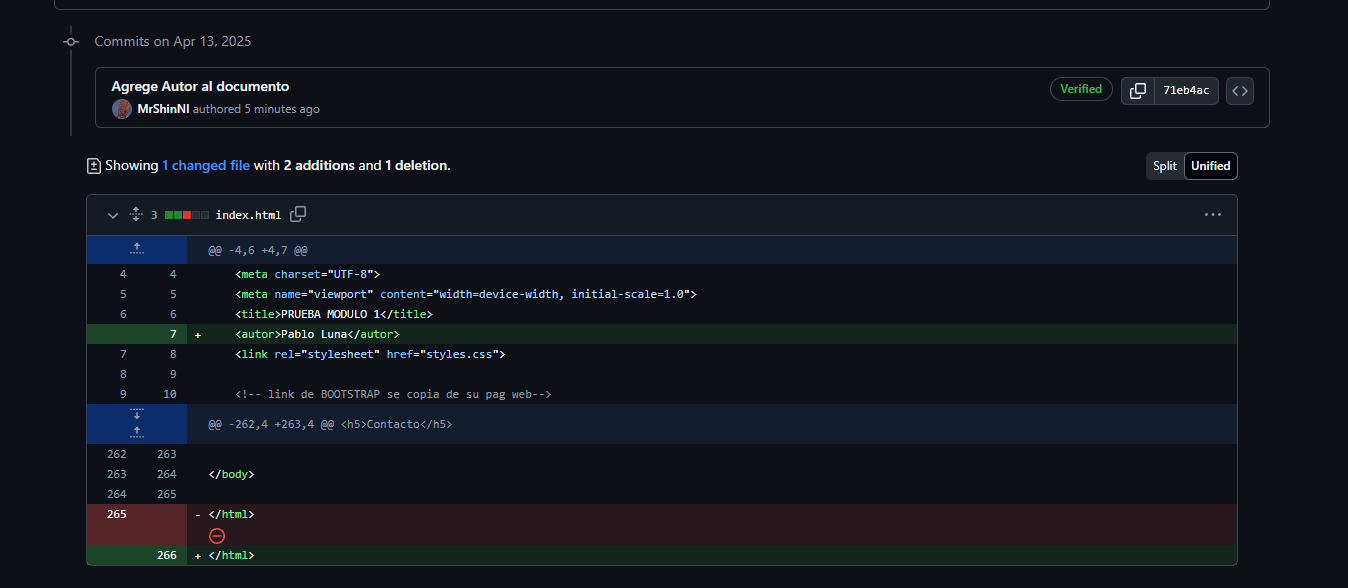 Commits on Apr 13, 2025
Agrege Autor al documento
Verified
71eb4ac
MrShinNI authored 5 minutes ago
Showing 1 changed file with 2 additions and 1 deletion.
Split Unified
3 index.html
@@ -4,6 +4,7 @@
4 4 <meta charset="UTF-8">
5 5 <meta name="viewport" content="width=device-width, initial-scale=1.0">
6 6 <title>PRUEBA MODULO 1</title>
7 + <autor>Pablo Luna</autor>
7 8 <link rel="stylesheet" href="styles.css">
8 9
9 10 <!-- link de BOOTSTRAP se copia de su pag web-->
@@ -262,4 +263,4 @@ <h5>Contacto</h5>
262 263
263 264 </body>
264 265
265 - </html>
266 + </html>